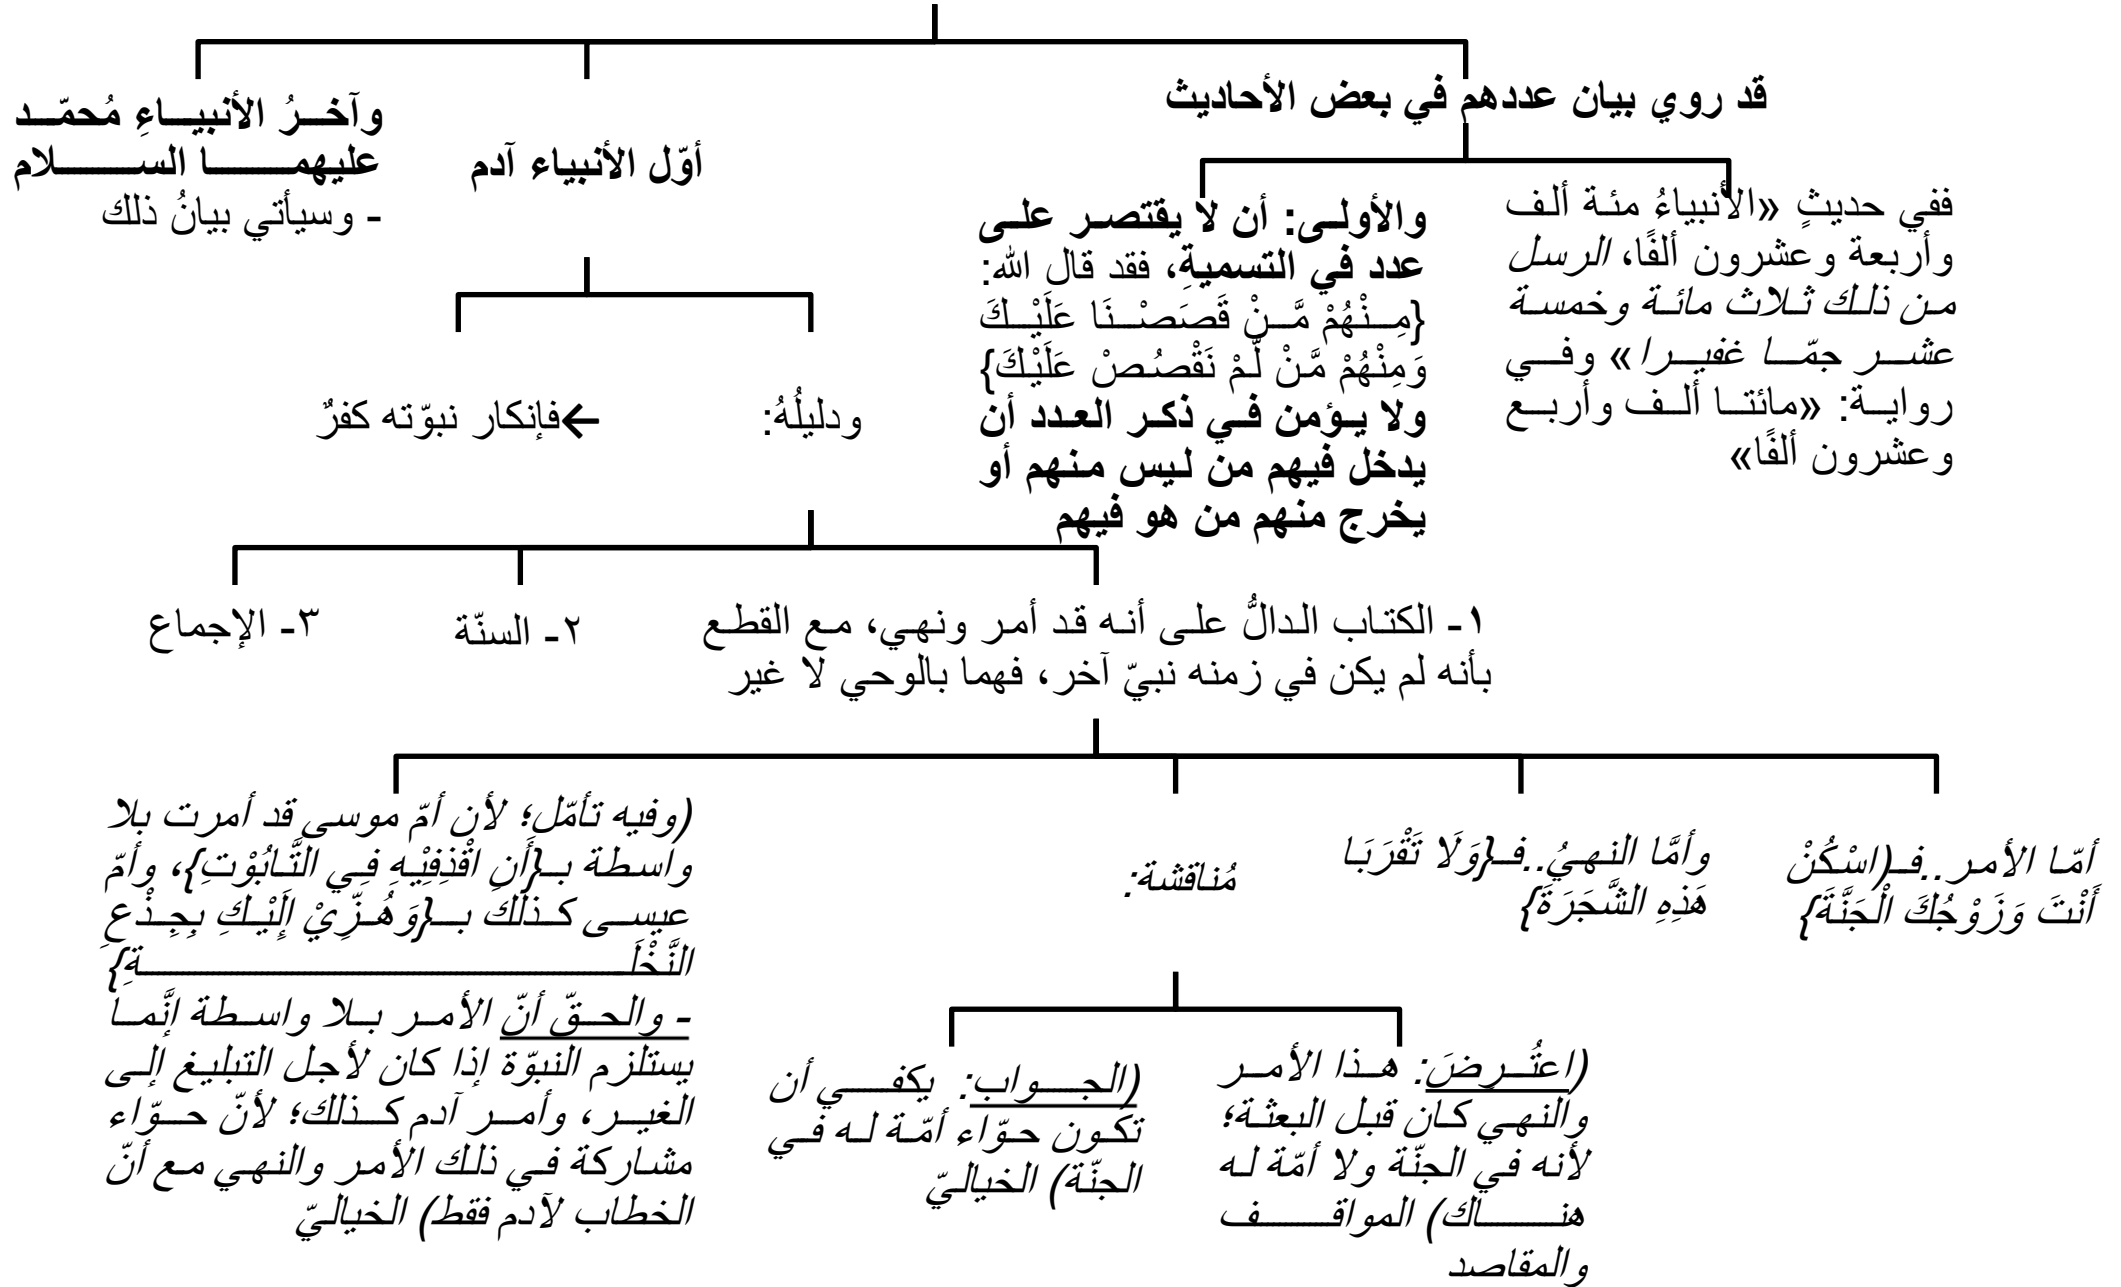 قد روي بيان عددهم في بعض الأحاديث
ففي حديثٍ «الأنبياءُ مئة ألف
وأربعة وعشرون ألفًا، الرسل
من ذلك ثلاث مائة وخمسة
عشر جمّا غفيرا» وفي
رواية: «مائتا ألف وأربع
وعشرون ألفًا»
والأولى: أن لا يقتصر على
عدد في التسميةِ، فقد قال الله:
{مِنْهُمْ مَّنْ قَصَصْنَا عَلَيْكَ
وَمِنْهُمْ مَّنْ لَّمْ نَقْصُصْ عَلَيْكَ}
ولا يؤمن في ذكر العدد أن
يدخل فيهم من ليس منهم أو
يخرج منهم من هو فيهم
أوّل الأنبياء آدم
ودليلُهُ:
←فإنكار نبوّته كفرٌ
١- الكتاب الدالُّ على أنه قد أمر ونهي، مع القطع
بأنه لم يكن في زمنه نبيّ آخر، فهما بالوحي لا غير
٢- السنّة
٣- الإجماع
أمّا الأمر..فـ(اسْكُنْ
أَنْتَ وَزَوْجُكَ الْجَنَّةَ}
وأمَّا النهيُ..فـ{وَلَا تَقْرَبَا
هَذِهِ الشَّجَرَةَ}
مُناقشة:
(اعتُرضَ: هذا الأمر
والنهي كان قبل البعثة؛
لأنه في الجنّة ولا أمّة له
هناك) المواقف
والمقاصد
(الجواب: يكفي أن
تكون حوّاء أمّة له في
الجنّة) الخياليّ
(وفيه تأمّل؛ لأن أمّ موسى قد أمرت بلا
واسطة بـ{أَنِ اقْذِفِيْهِ فِي التَّابُوْتِ}، وأمّ
عيسى كذلك بـ{وَهُزِّيْ إِلَيْكِ بِجِذْعِ
النَّخْلَةِ}
- والحقّ أنّ الأمر بلا واسطة إنَّما
يستلزم النبوّة إذا كان لأجل التبليغ إلى
الغير، وأمر آدم كذلك؛ لأنّ حوّاء
مشاركة في ذلك الأمر والنهي مع أنّ
الخطاب لآدم فقط) الخياليّ
وآخرُ الأنبياءِ مُحمّد
عليهما السلام
- وسيأتي بيانُ ذلك